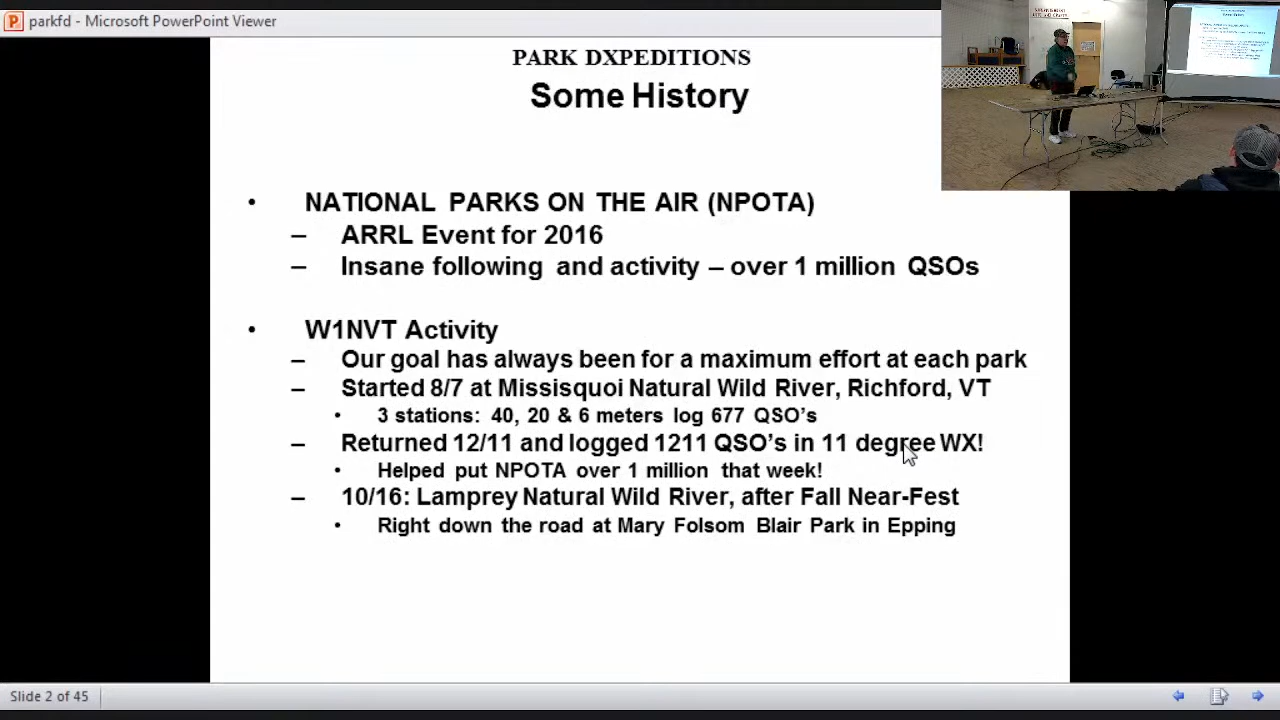 parkfd - Microsoft PowerPoint Viewer
PARK DXPEDITIONS
Some History
• NATIONAL PARKS ON THE AIR (NPOTA)
– ARRL Event for 2016
– Insane following and activity – over 1 million QSOs
• W1NVT Activity
– Our goal has always been for a maximum effort at each park
– Started 8/7 at Missisquoi Natural Wild River, Richford, VT
• 3 stations: 40, 20 & 6 meters log 677 QSO's
– Returned 12/11 and logged 1211 QSO's in 11 degree WX!
• Helped put NPOTA over 1 million that week!
– 10/16: Lamprey Natural Wild River, after Fall Near-Fest
• Right down the road at Mary Folsom Blair Park in Epping
Slide 2 of 45